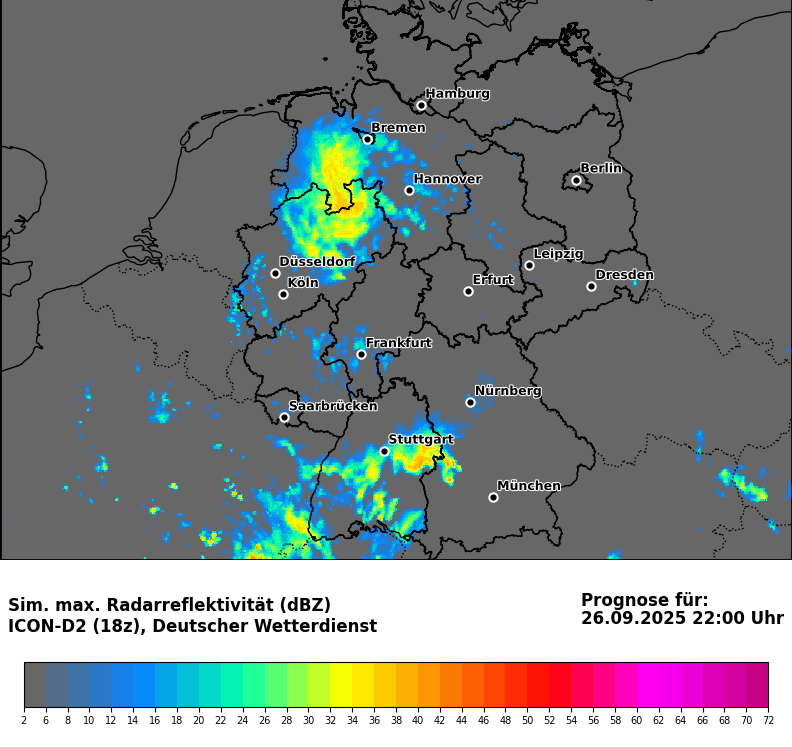 Hamburg
Bremen
Berlin
Hannover
Düsseldorf
Leipzig
Köln
Erfurt
Dresden
Frankfurt
Nürnberg
Saarbrücken
Stuttgart
München
Sim. max. Radarreflektivität (dBZ)
ICON-D2 (18z), Deutscher Wetterdienst
Prognose für:
26.09.2025 22:00 Uhr
2 6 8 10 12 14 16 18 20 22 24 26 28 30 32 34 36 38 40 42 44 46 48 50 52 54 56 58 60 62 64 66 68 70 72